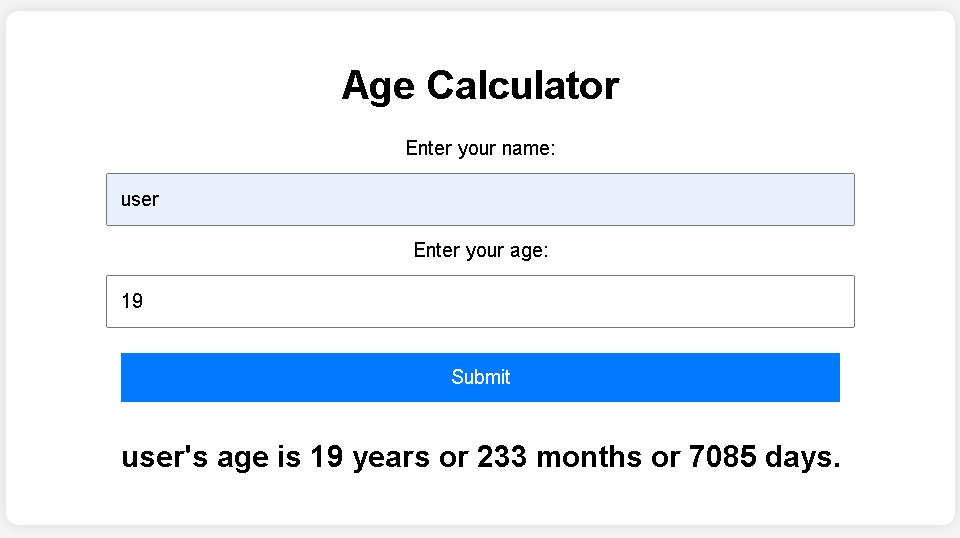 Age Calculator
Enter your name:
user
Enter your age:
19
Submit
user's age is 19 years or 233 months or 7085 days.